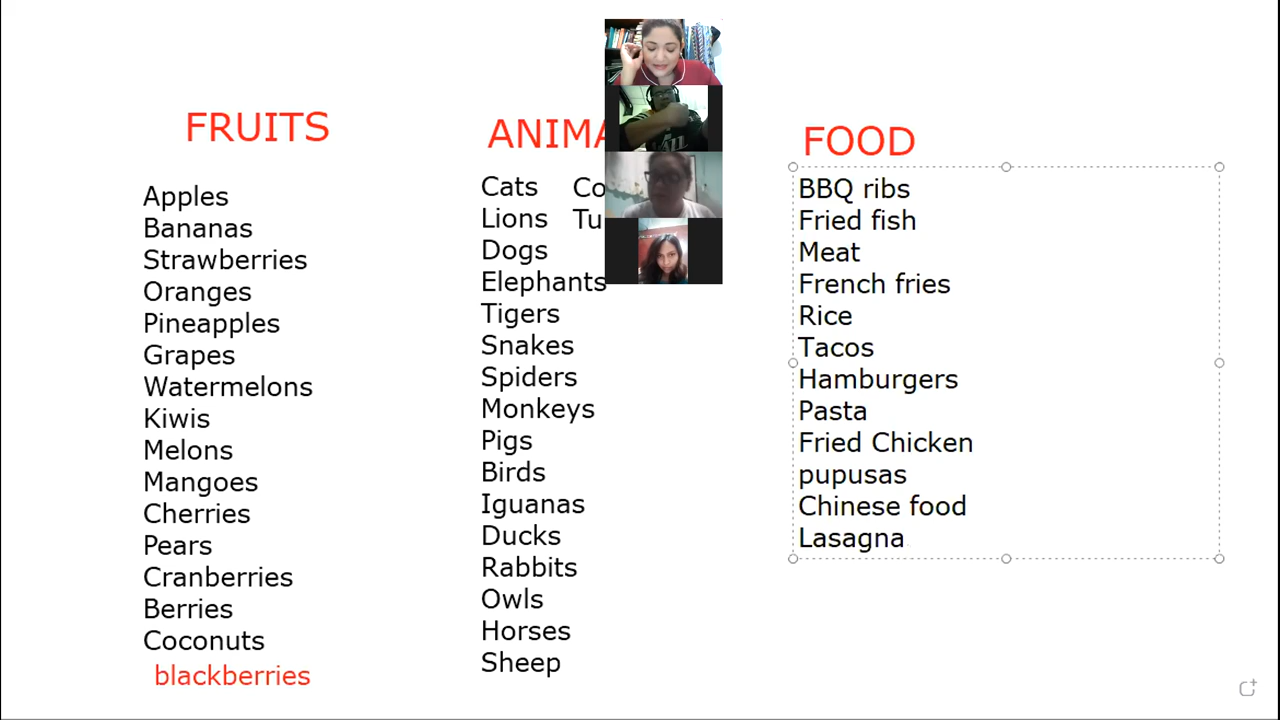 FRUITS
Apples
Bananas
Strawberries
Oranges
Pineapples
Grapes
Watermelons
Kiwis
Melons
Mangoes
Cherries
Pears
Cranberries
Berries
Coconuts
blackberries
Cats
Lions
Dogs
Elephants
Tigers
Snakes
Spiders
Monkeys
Pigs
Birds
Iguanas
Ducks
Rabbits
Owls
Horses
Sheep
FOOD
BBQ ribs
Fried fish
Meat
French fries
Rice
Tacos
Hamburgers
Pasta
Fried Chicken
pupusas
Chinese food
Lasagna